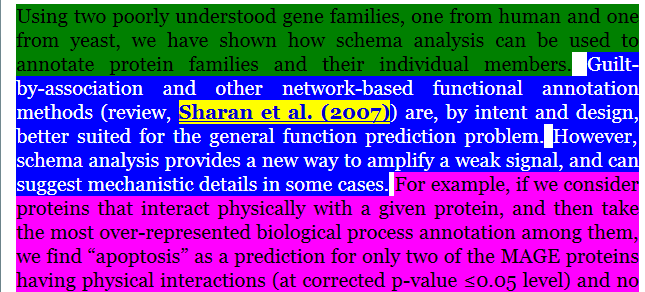 Using two poorly understood gene families, one from human and one
from yeast, we have shown how schema analysis can be used to
annotate protein families and their individual members. Guilt-
by-association and other network-based functional annotation
methods (review, Sharan et al. (2007)) are, by intent and design,
better suited for the general function prediction problem. However,
schema analysis provides a new way to amplify a weak signal, and can
suggest mechanistic details in some cases. For example, if we consider
proteins that interact physically with a given protein, and then take
the most over-represented biological process annotation among them,
we find “apoptosis” as a prediction for only two of the MAGE proteins
having physical interactions (at corrected p-value ≤0.05 level) and no